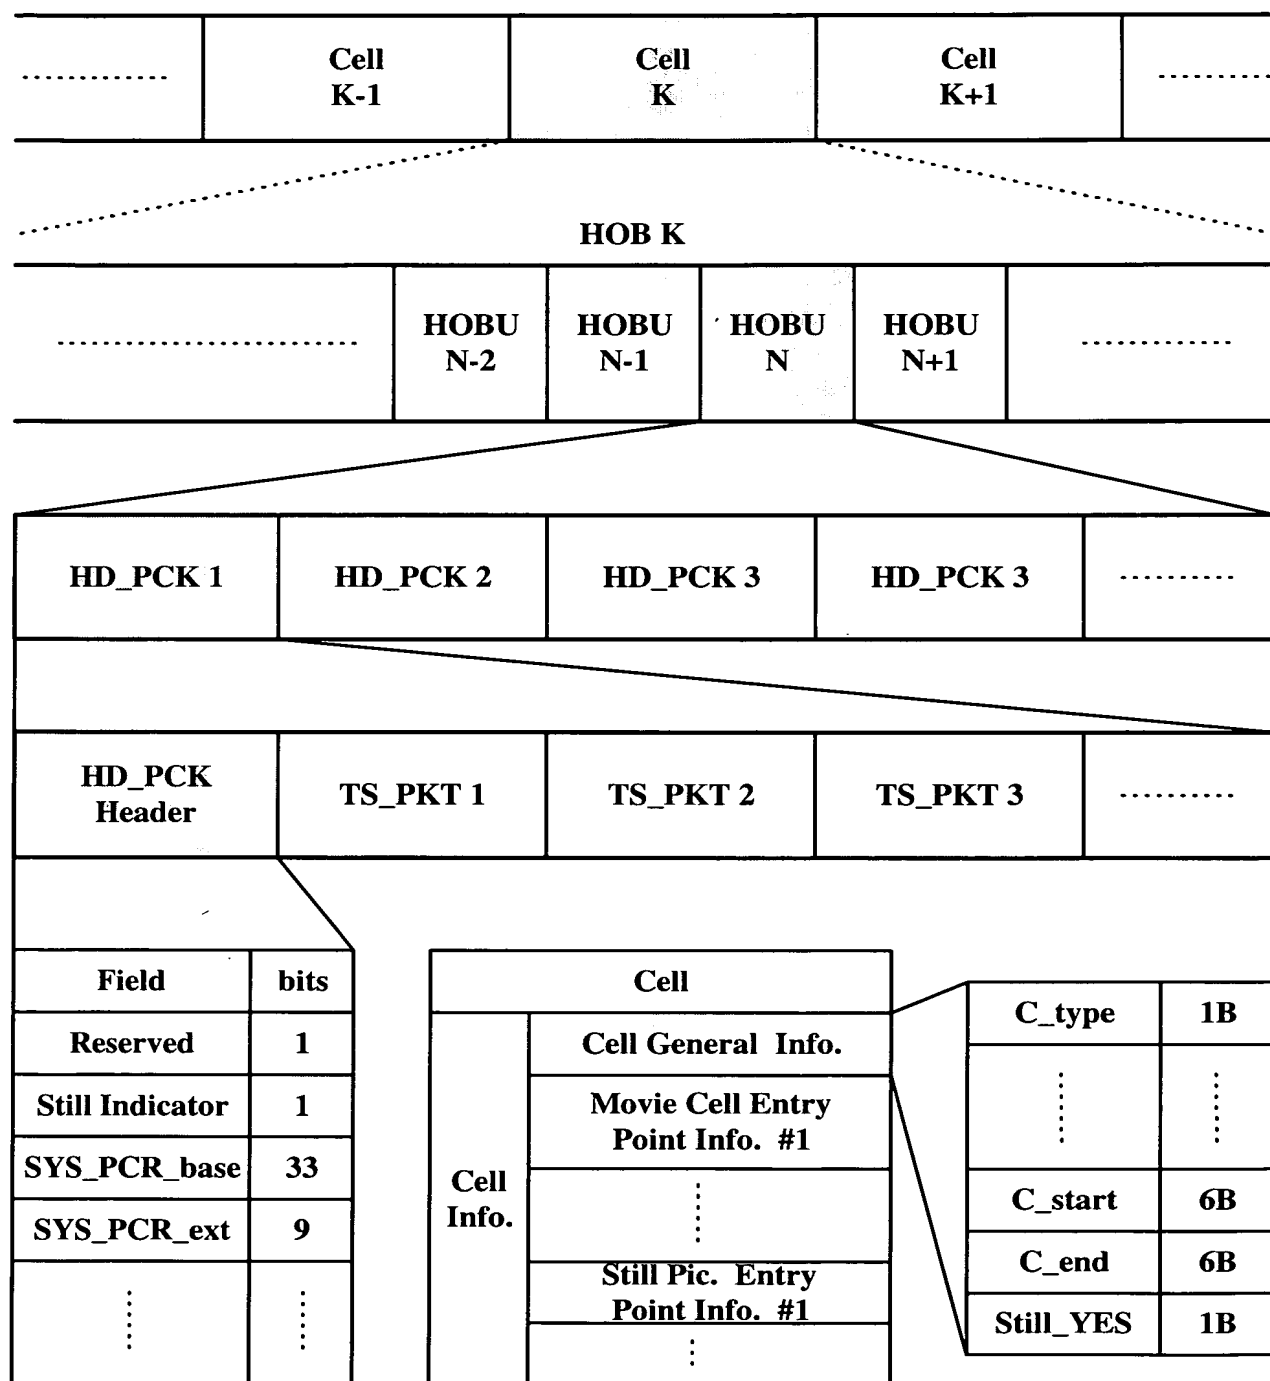 Cell
K-1
Cell
K
Cell
K+1
HOB K
HOBU
N-2
HOBU
N-1
HOBU
N
HOBU
N+1
HD_PCK 1
HD_PCK 2
HD_PCK 3
HD_PCK 3
HD_PCK
Header
TS_PKT 1
TS_PKT 2
TS_PKT 3
Field
bits
Reserved
1
Still Indicator
1
SYS_PCR_base
33
SYS_PCR_ext
9
Cell
Cell
Info.
Cell General Info.
Movie Cell Entry
Point Info. #1
Still Pic. Entry
Point Info. #1
C_type
1B
C_start
6B
C_end
6B
Still_YES
1B